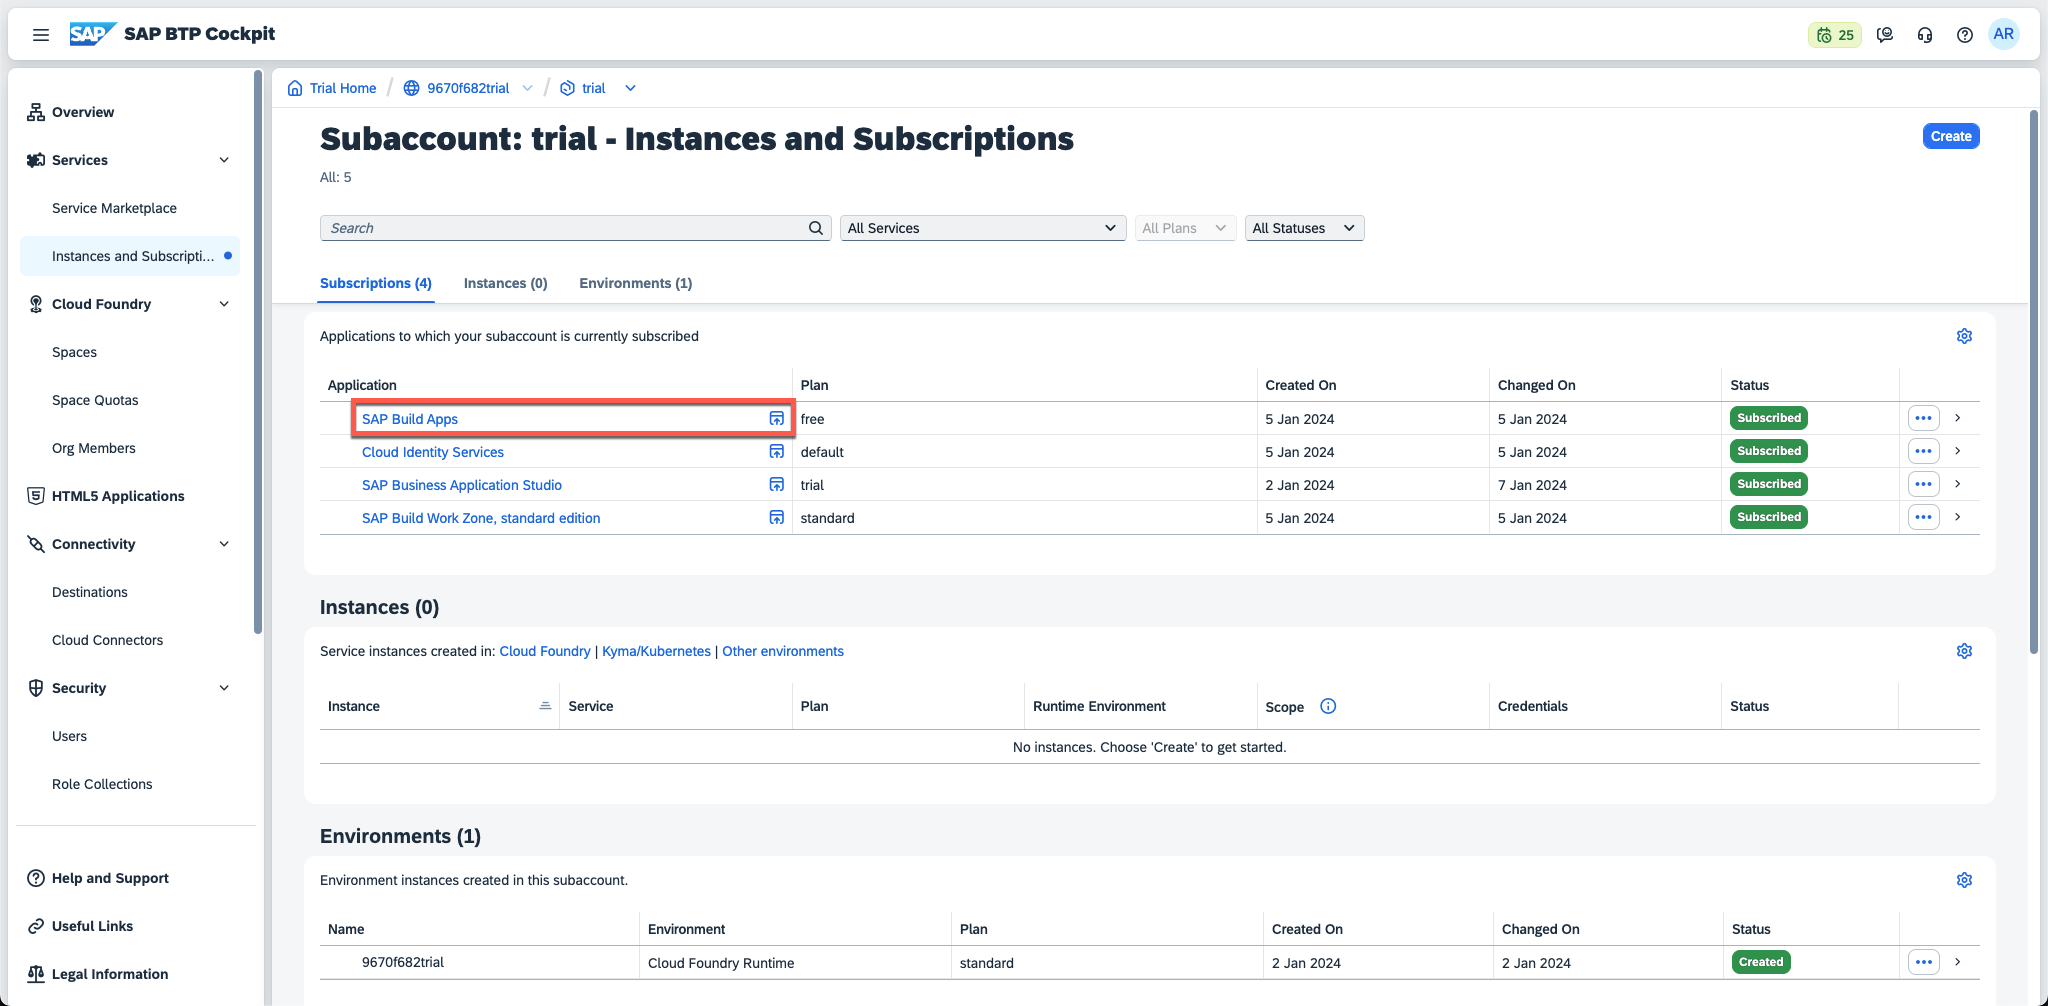 SAP SAP BTP Cockpit 25 AR
Overview
Services
Service Marketplace
Instances and Subscripti...
Cloud Foundry
Spaces
Space Quotas
Org Members
HTML5 Applications
Connectivity
Destinations
Cloud Connectors
Security
Users
Role Collections
Help and Support
Useful Links
Legal Information
Trial Home / 9670f682trial / trial
Subaccount: trial - Instances and Subscriptions
Create
All: 5
Search All Services All Plans All Statuses
Subscriptions (4) Instances (0) Environments (1)
Applications to which your subaccount is currently subscribed
Application Plan Created On Changed On Status
SAP Build Apps free 5 Jan 2024 5 Jan 2024 Subscribed
Cloud Identity Services default 5 Jan 2024 5 Jan 2024 Subscribed
SAP Business Application Studio trial 2 Jan 2024 7 Jan 2024 Subscribed
SAP Build Work Zone, standard edition standard 5 Jan 2024 5 Jan 2024 Subscribed
Instances (0)
Service instances created in: Cloud Foundry | Kyma/Kubernetes | Other environments
Instance Service Plan Runtime Environment Scope Credentials Status
No instances. Choose 'Create' to get started.
Environments (1)
Environment instances created in this subaccount.
Name Environment Plan Created On Changed On Status
9670f682trial Cloud Foundry Runtime standard 2 Jan 2024 2 Jan 2024 Created